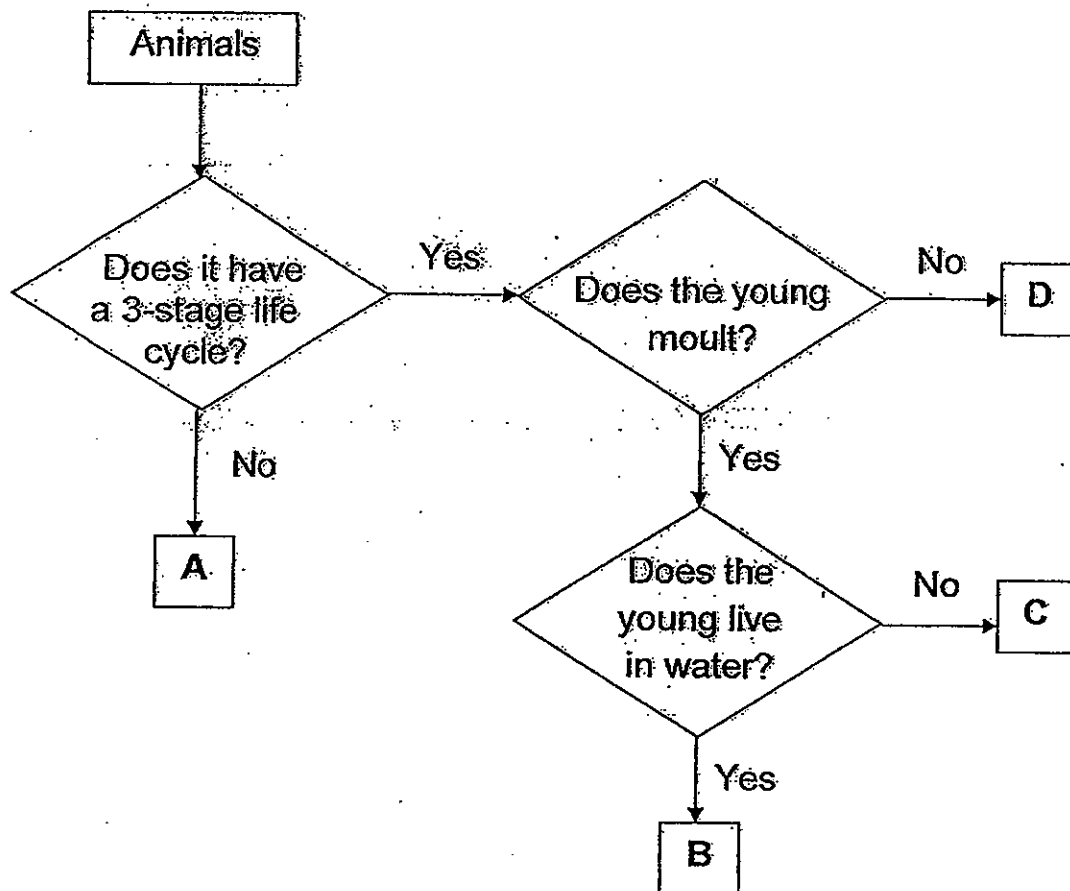 Animals
Does it have
a 3-stage life
cycle?
Yes
Does the young
moult?
No
D
No
A
Yes
Does the
young live
in water?
No
C
Yes
B